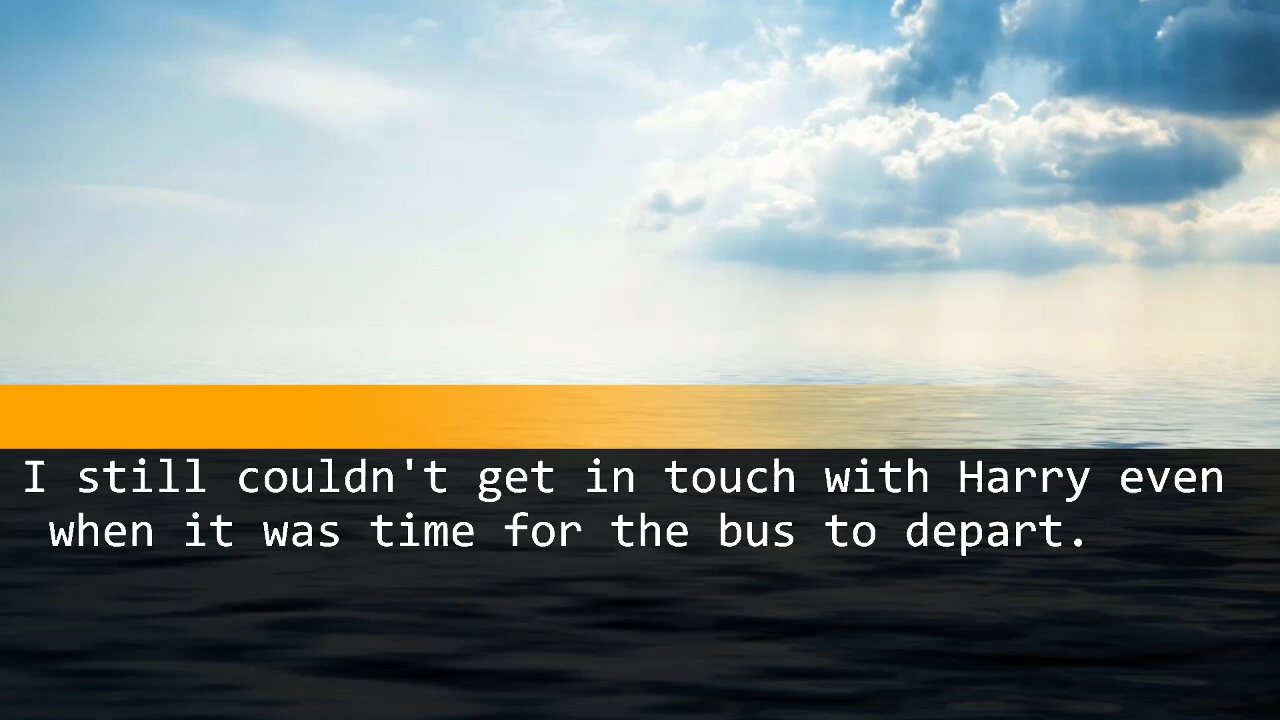 I still couldn't get in touch with Harry even
when it was time for the bus to depart.